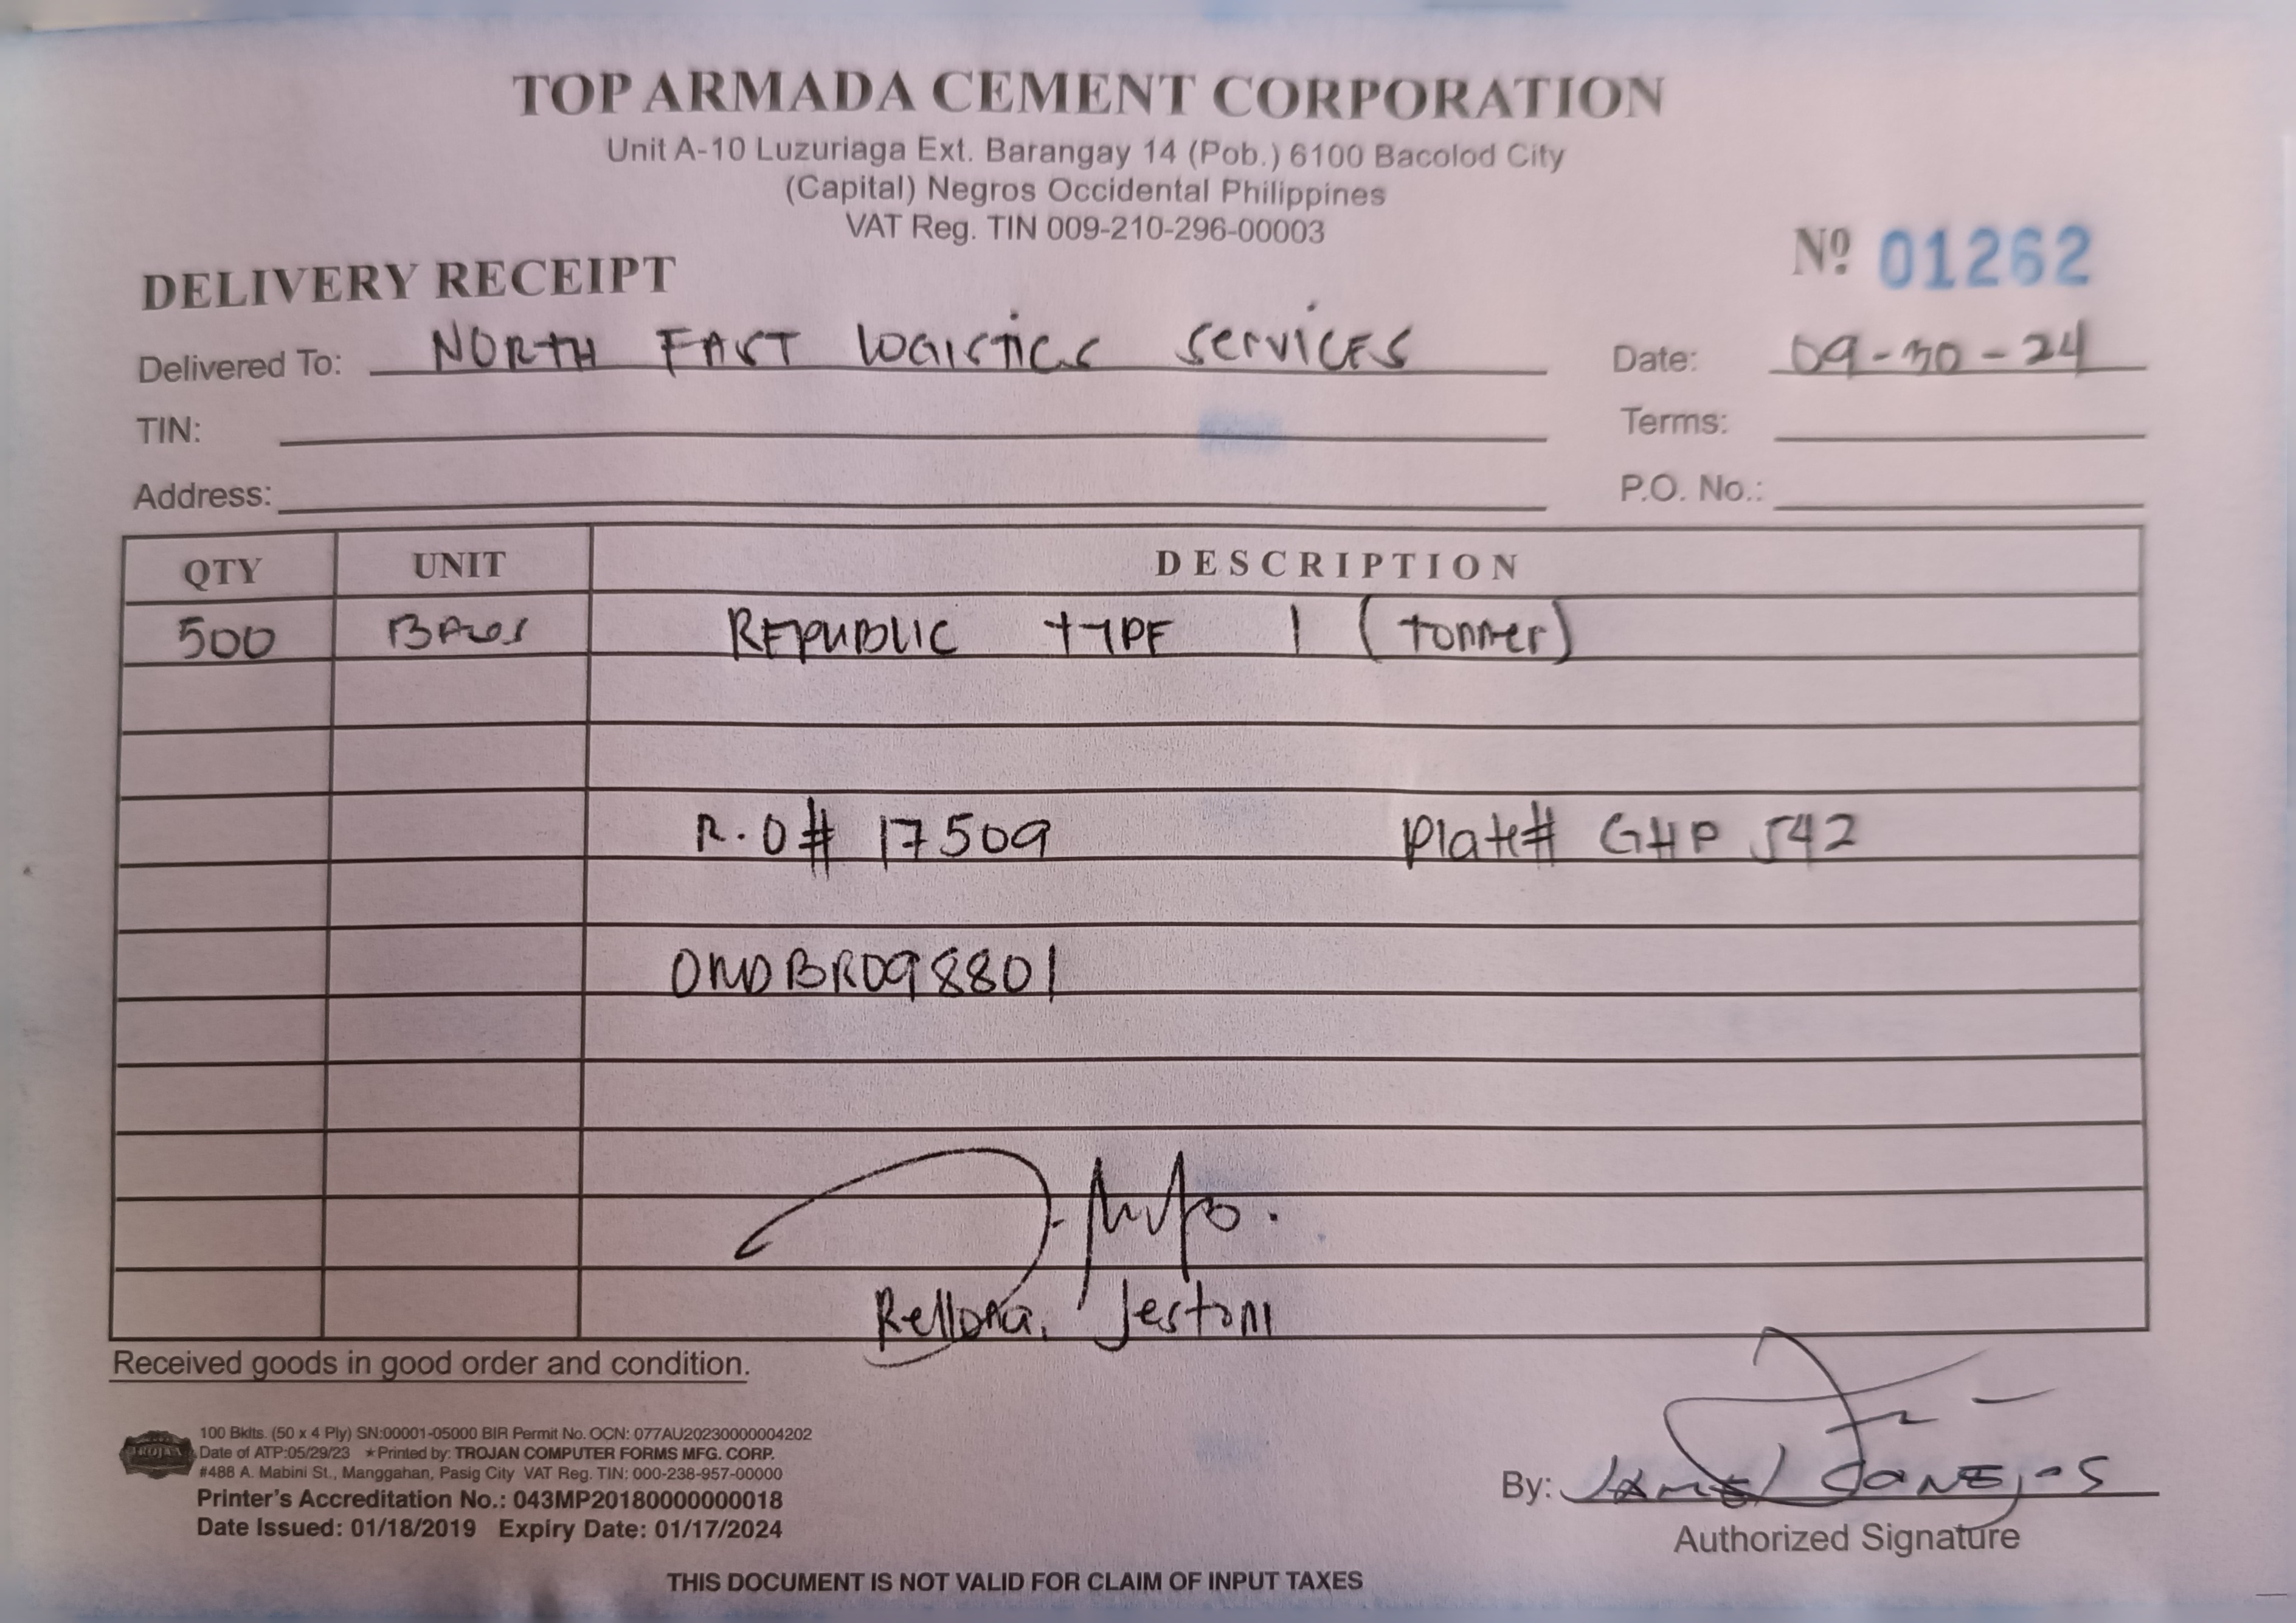 TOP ARMADA CEMENT CORPORATION
Unit A-10 Luzuriaga Ext. Barangay 14 (Pob.) 6100 Bacolod City
(Capital) Negros Occidental Philippines
VAT Reg. TIN 009-210-296-00003
Nº 01262
DELIVERY RECEIPT
Delivered To: NORTH FAST LOGISTICS SERVICES Date: 09-30-24
TIN: Terms:
Address: P.O. No.:
QTY UNIT DESCRIPTION
500 BAGS REPUBLIC TYPE 1 (tonner)
R.O# 17509 Plate# GHP 542
OMDBR098801
Rellona, Jestoni
Received goods in good order and condition.
TROJAN
100 Bklts. (50 x 4 Ply) SN:00001-05000 BIR Permit No. OCN: 077AU20230000004202
Date of ATP:05/29/23 ★Printed by: TROJAN COMPUTER FORMS MFG. CORP.
#488 A. Mabini St., Manggahan, Pasig City VAT Reg. TIN: 000-238-957-00000
Printer's Accreditation No.: 043MP20180000000018
Date Issued: 01/18/2019 Expiry Date: 01/17/2024
By:
Authorized Signature
THIS DOCUMENT IS NOT VALID FOR CLAIM OF INPUT TAXES